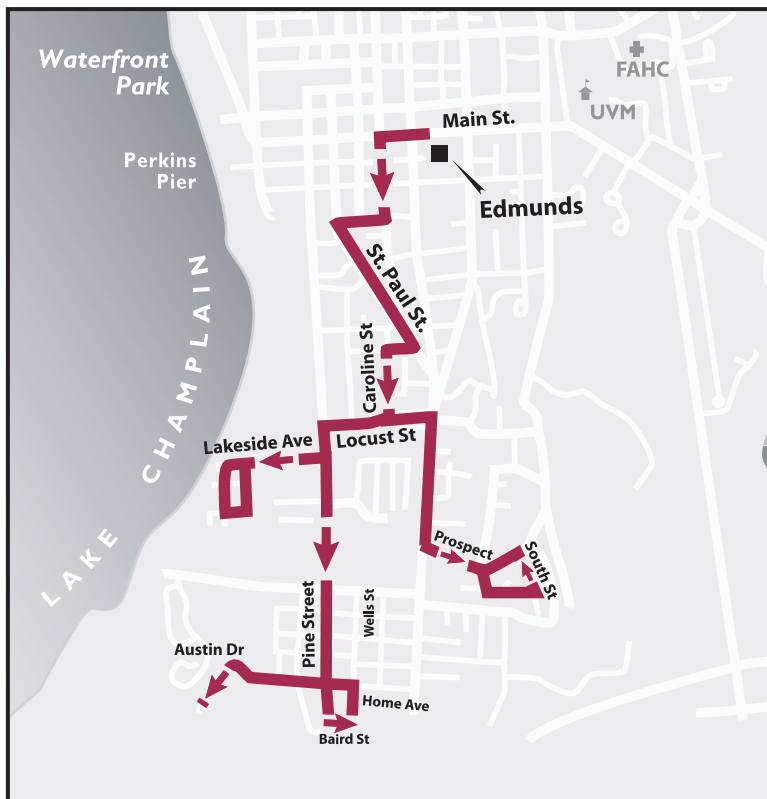 Waterfront
Park
FAHC
UVM
Main St.
Perkins
Pier
Edmunds
St. Paul St.
LAKE CHAMPLAIN
Caroline St
Lakeside Ave
Locust St
Prospect
South St
Pine Street
Wells St
Austin Dr
Home Ave
Baird St